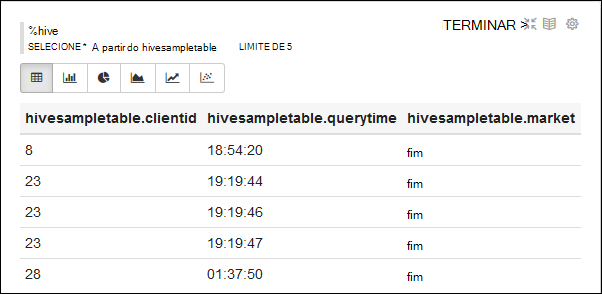 %hive
TERMINAR >
SELECIONE * A partir do hivesampletable LIMITE DE 5
hivesampletable.clientid hivesampletable.querytime hivesampletable.market
8 18:54:20 fim
23 19:19:44 fim
23 19:19:46 fim
23 19:19:47 fim
28 01:37:50 fim